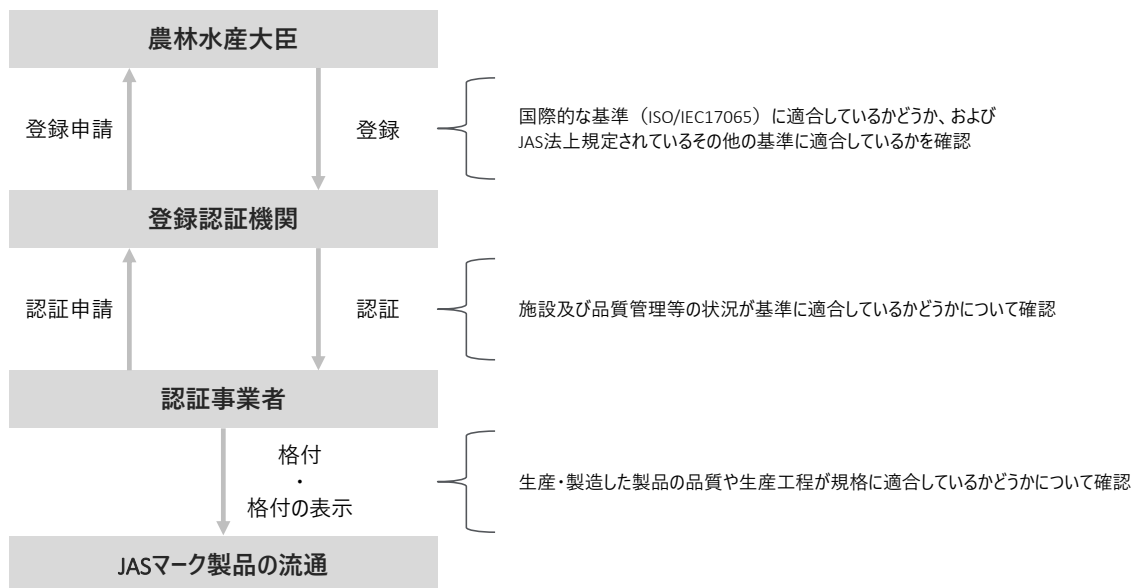 農林水産大臣
登録申請
登録
国際的な基準（ISO/IEC17065）に適合しているかどうか、および
JAS法上規定されているその他の基準に適合しているかを確認
登録認証機関
認証申請
認証
施設及び品質管理等の状況が基準に適合しているかどうかについて確認
認証事業者
格付
・
格付の表示
生産・製造した製品の品質や生産工程が規格に適合しているかどうかについて確認
JASマーク製品の流通